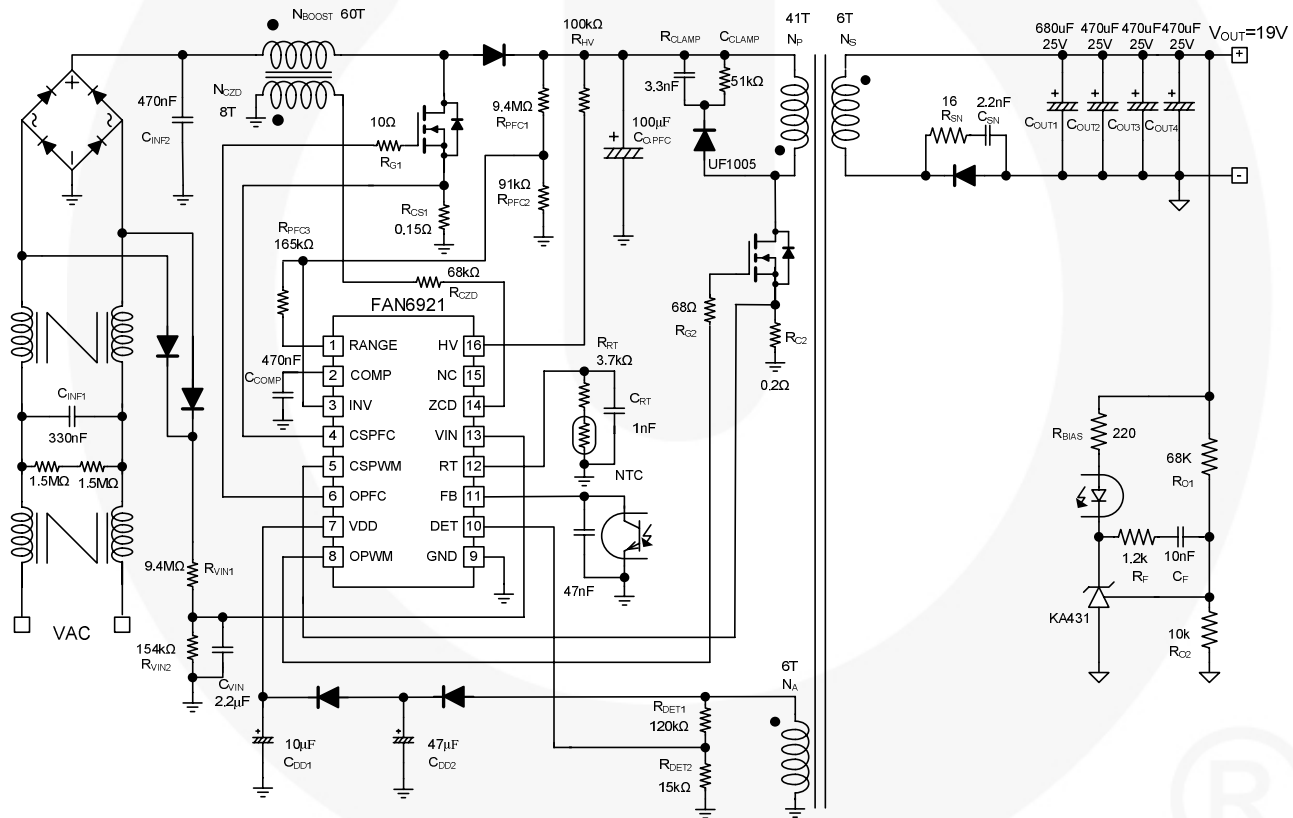 NBOOST 60T
470nF
CINF2
NCZD
8T
10Ω
RG1
RCS1
0.15Ω
9.4MΩ
RPFC1
91kΩ
RPFC2
100kΩ
RHV
100µF
CO.PFC
RCLAMP
3.3nF
CCLAMP
51kΩ
UF1005
41T
NP
6T
NS
16
RSN
2.2nF
CSN
680uF
25V
470uF
25V
470uF
25V
470uF
25V
COUT1
COUT2
COUT3
COUT4
VOUT=19V
+
-
RPFC3
165kΩ
68kΩ
RCZD
FAN6921
1 RANGE
2 COMP
3 INV
4 CSPFC
5 CSPWM
6 OPFC
7 VDD
8 OPWM
HV 16
NC 15
ZCD 14
VIN 13
RT 12
FB 11
DET 10
GND 9
470nF
CCOMP
68Ω
RG2
RC2
0.2Ω
RRT
3.7kΩ
CRT
1nF
NTC
47nF
CINF1
330nF
1.5MΩ
1.5MΩ
VAC
9.4MΩ
RVIN1
154kΩ
RVIN2
CVIN
2.2µF
10µF
CDD1
47µF
CDD2
RDET1
120kΩ
RDET2
15kΩ
6T
NA
RBIAS
220
68K
RO1
1.2k
RF
10nF
CF
KA431
10k
RO2
®